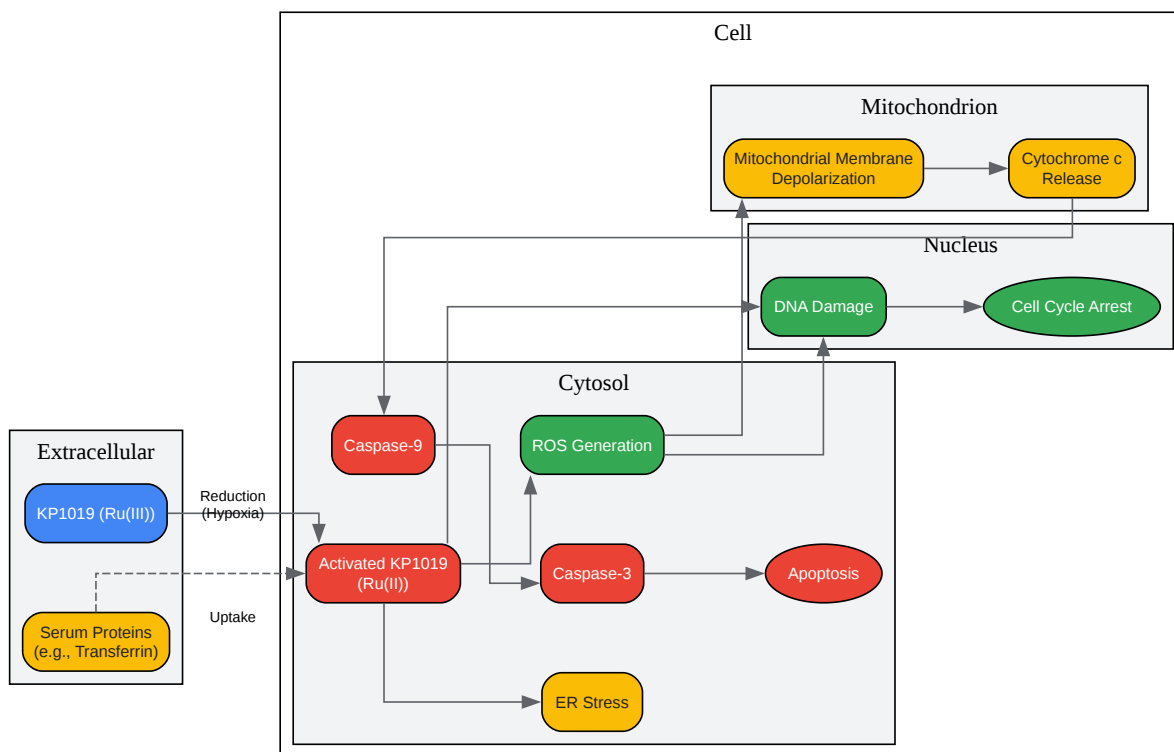 Cell
Mitochondrion
Mitochondrial Membrane
Depolarization
Cytochrome c
Release
Nucleus
DNA Damage
Cell Cycle Arrest
Cytosol
Caspase-9
ROS Generation
Extracellular
KP1019 (Ru(III))
Reduction
(Hypoxia)
Activated KP1019
(Ru(II))
Caspase-3
Apoptosis
Serum Proteins
(e.g., Transferrin)
Uptake
ER Stress